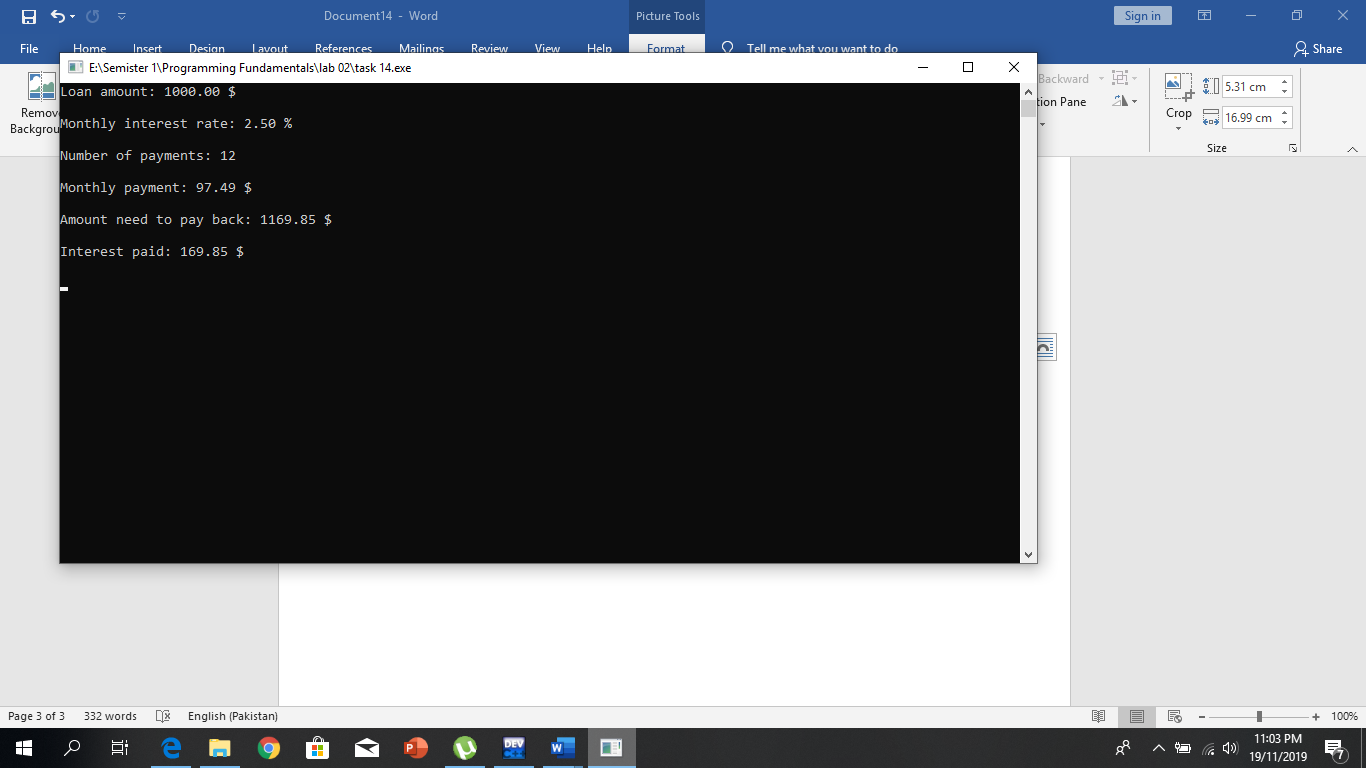 Document14 - Word
Picture Tools
Sign in
File
Home
Insert
Design
Layout
References
Mailings
Review
View
Help
Format
Tell me what you want to do
Share
E:\Semister 1\Programming Fundamentals\lab 02\task 14.exe
Backward
Remov
Backgrou
tion Pane
Crop
5.31 cm
16.99 cm
Size
Loan amount: 1000.00 $
Monthly interest rate: 2.50 %
Number of payments: 12
Monthly payment: 97.49 $
Amount need to pay back: 1169.85 $
Interest paid: 169.85 $
Page 3 of 3
332 words
English (Pakistan)
100%
DEV
11:03 PM
19/11/2019
7